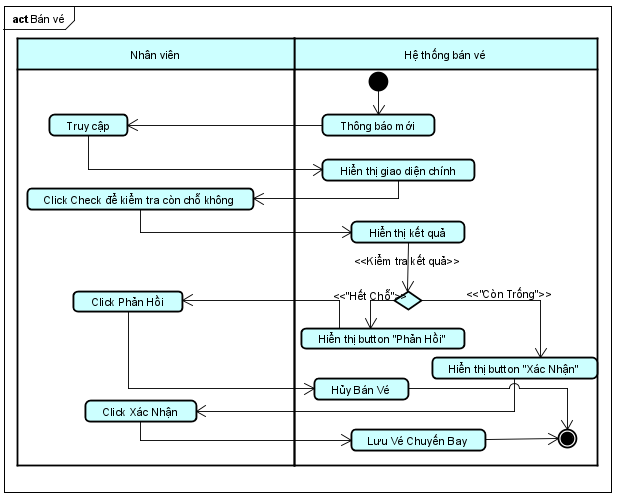 act Bán vé
Nhân viên
Hệ thống bán vé
Thông báo mới
Truy cập
Hiển thị giao diện chính
Click Check để kiểm tra còn chỗ không
Hiển thị kết quả
<<Kiểm tra kết quả>>
<<"Hết Chỗ">>
<<"Còn Trống">>
Click Phản Hồi
Hiển thị button "Phản Hồi"
Hiển thị button "Xác Nhận"
Hủy Bán Vé
Click Xác Nhận
Lưu Vé Chuyến Bay